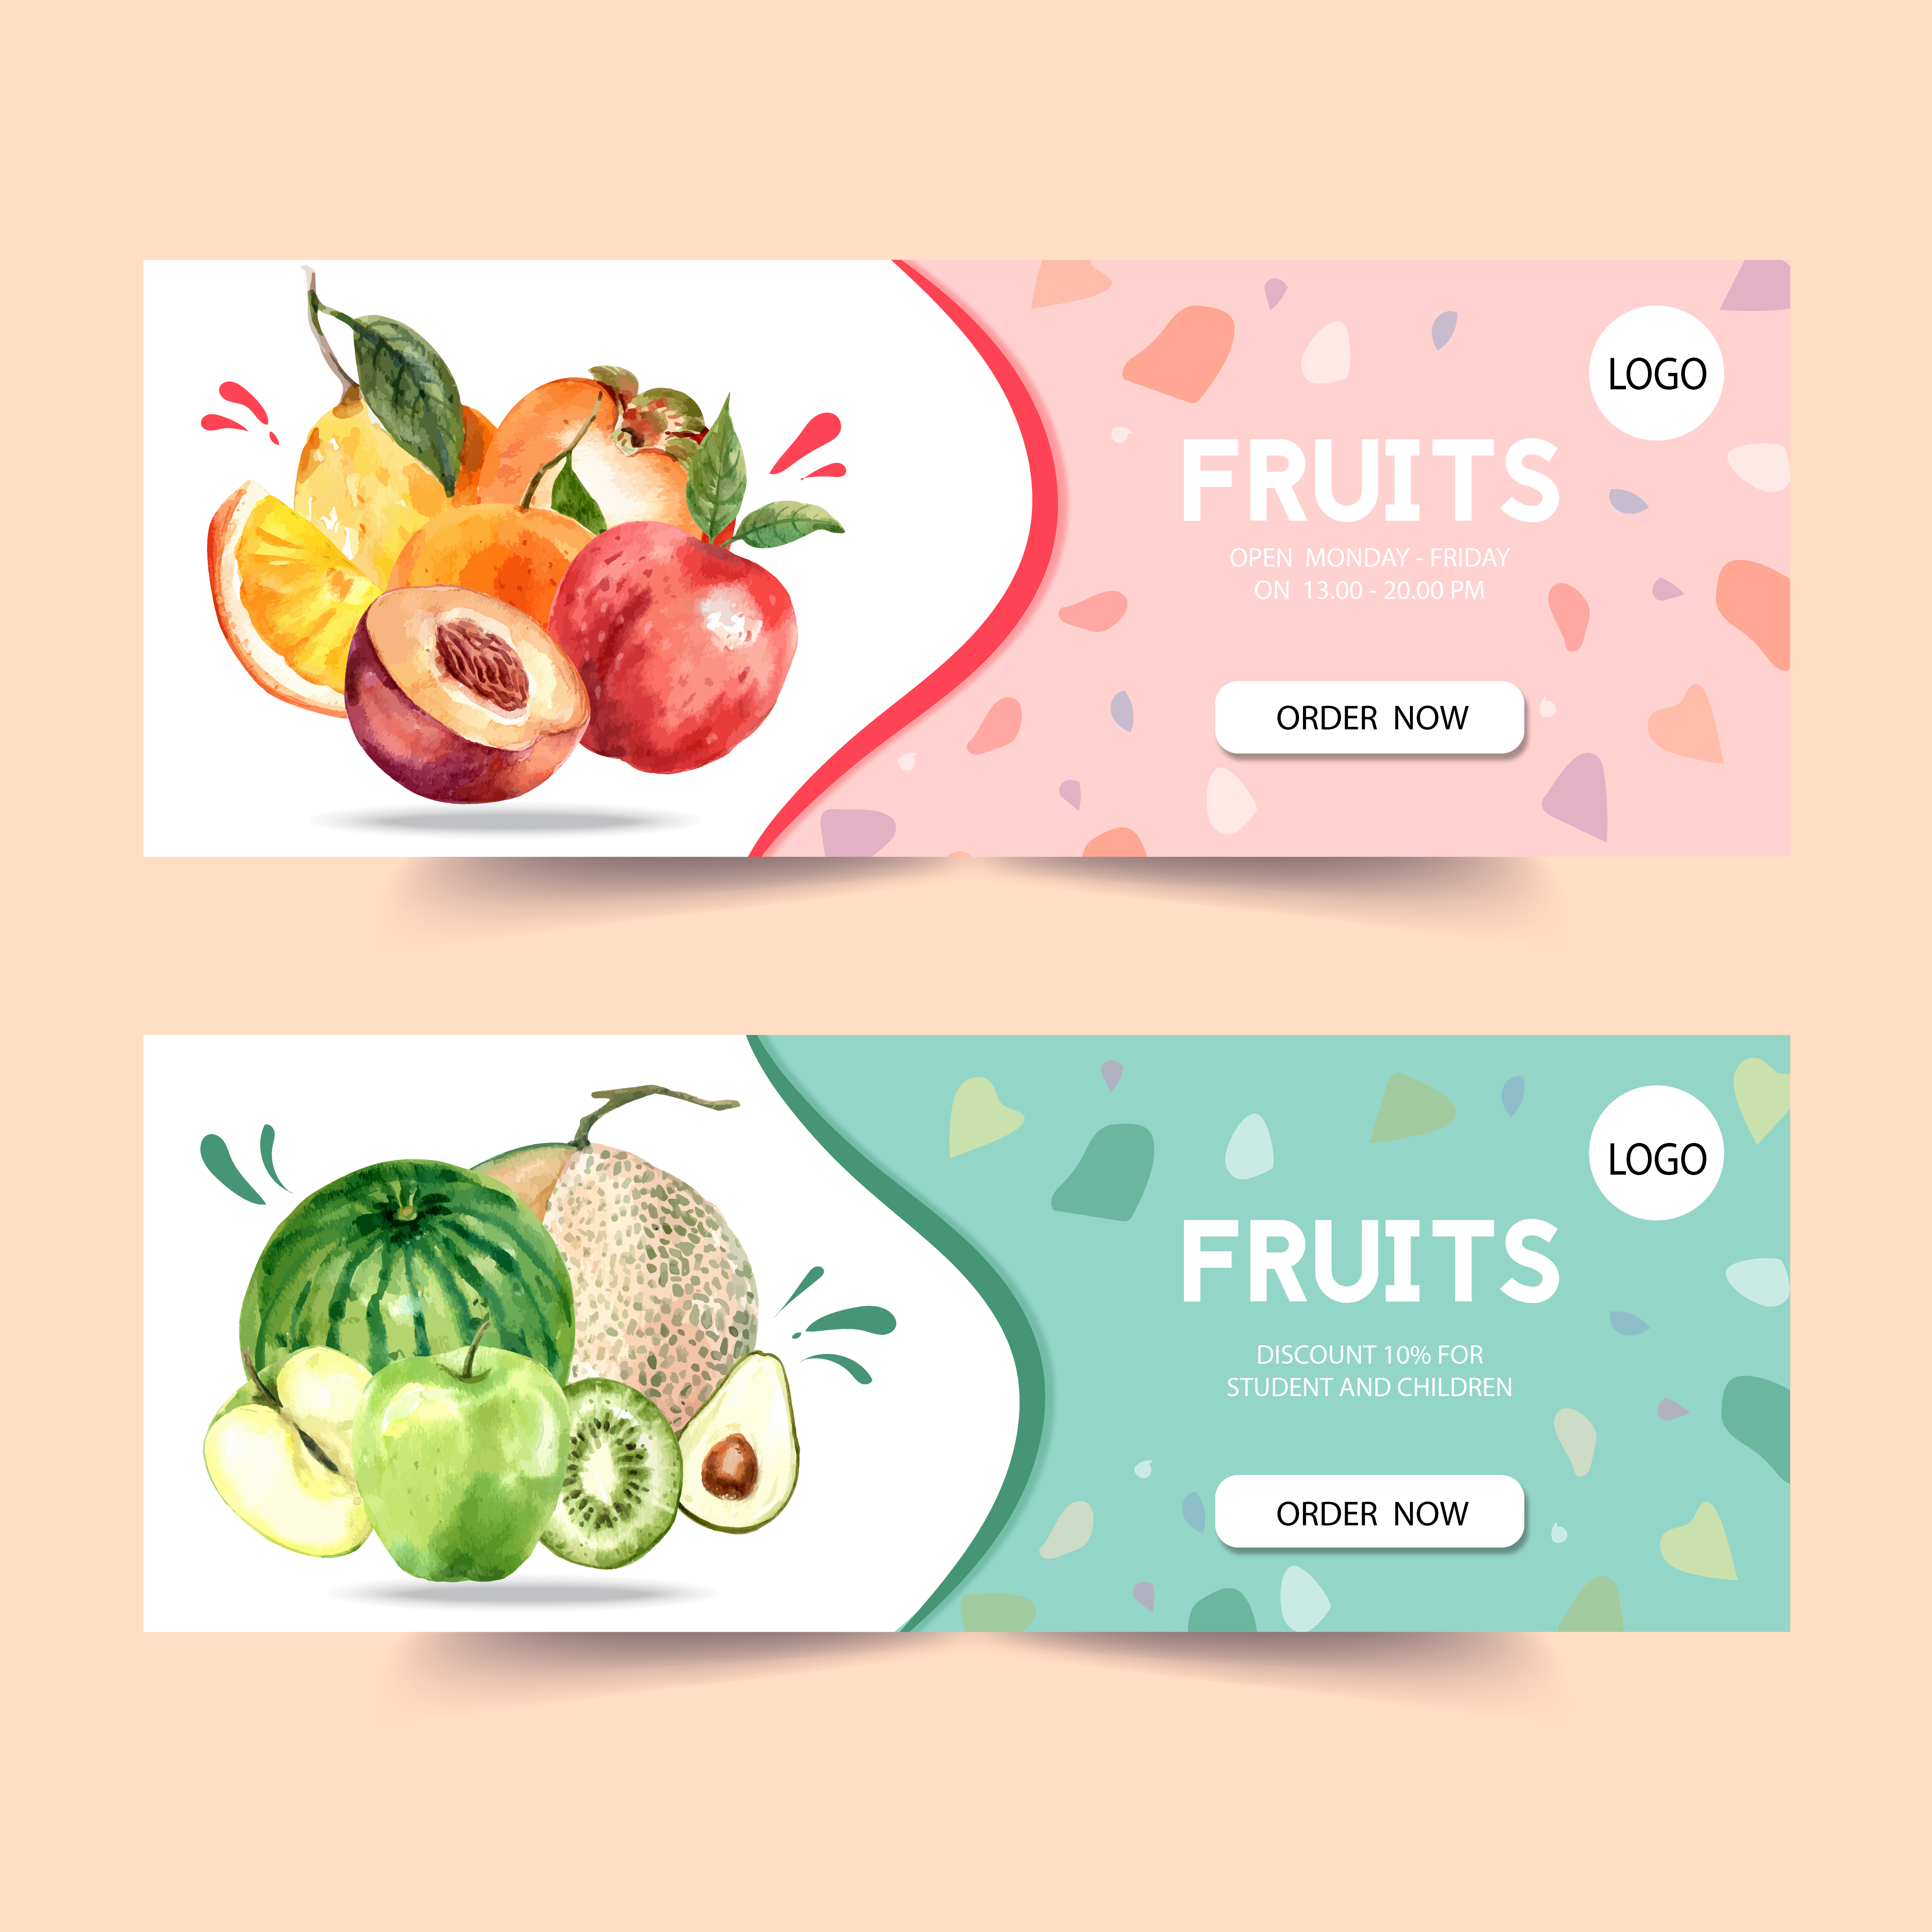 LOGO
FRUITS
OPEN MONDAY - FRIDAY
ON 13.00 - 20.00 PM
ORDER NOW
LOGO
FRUITS
DISCOUNT 10% FOR
STUDENT AND CHILDREN
ORDER NOW